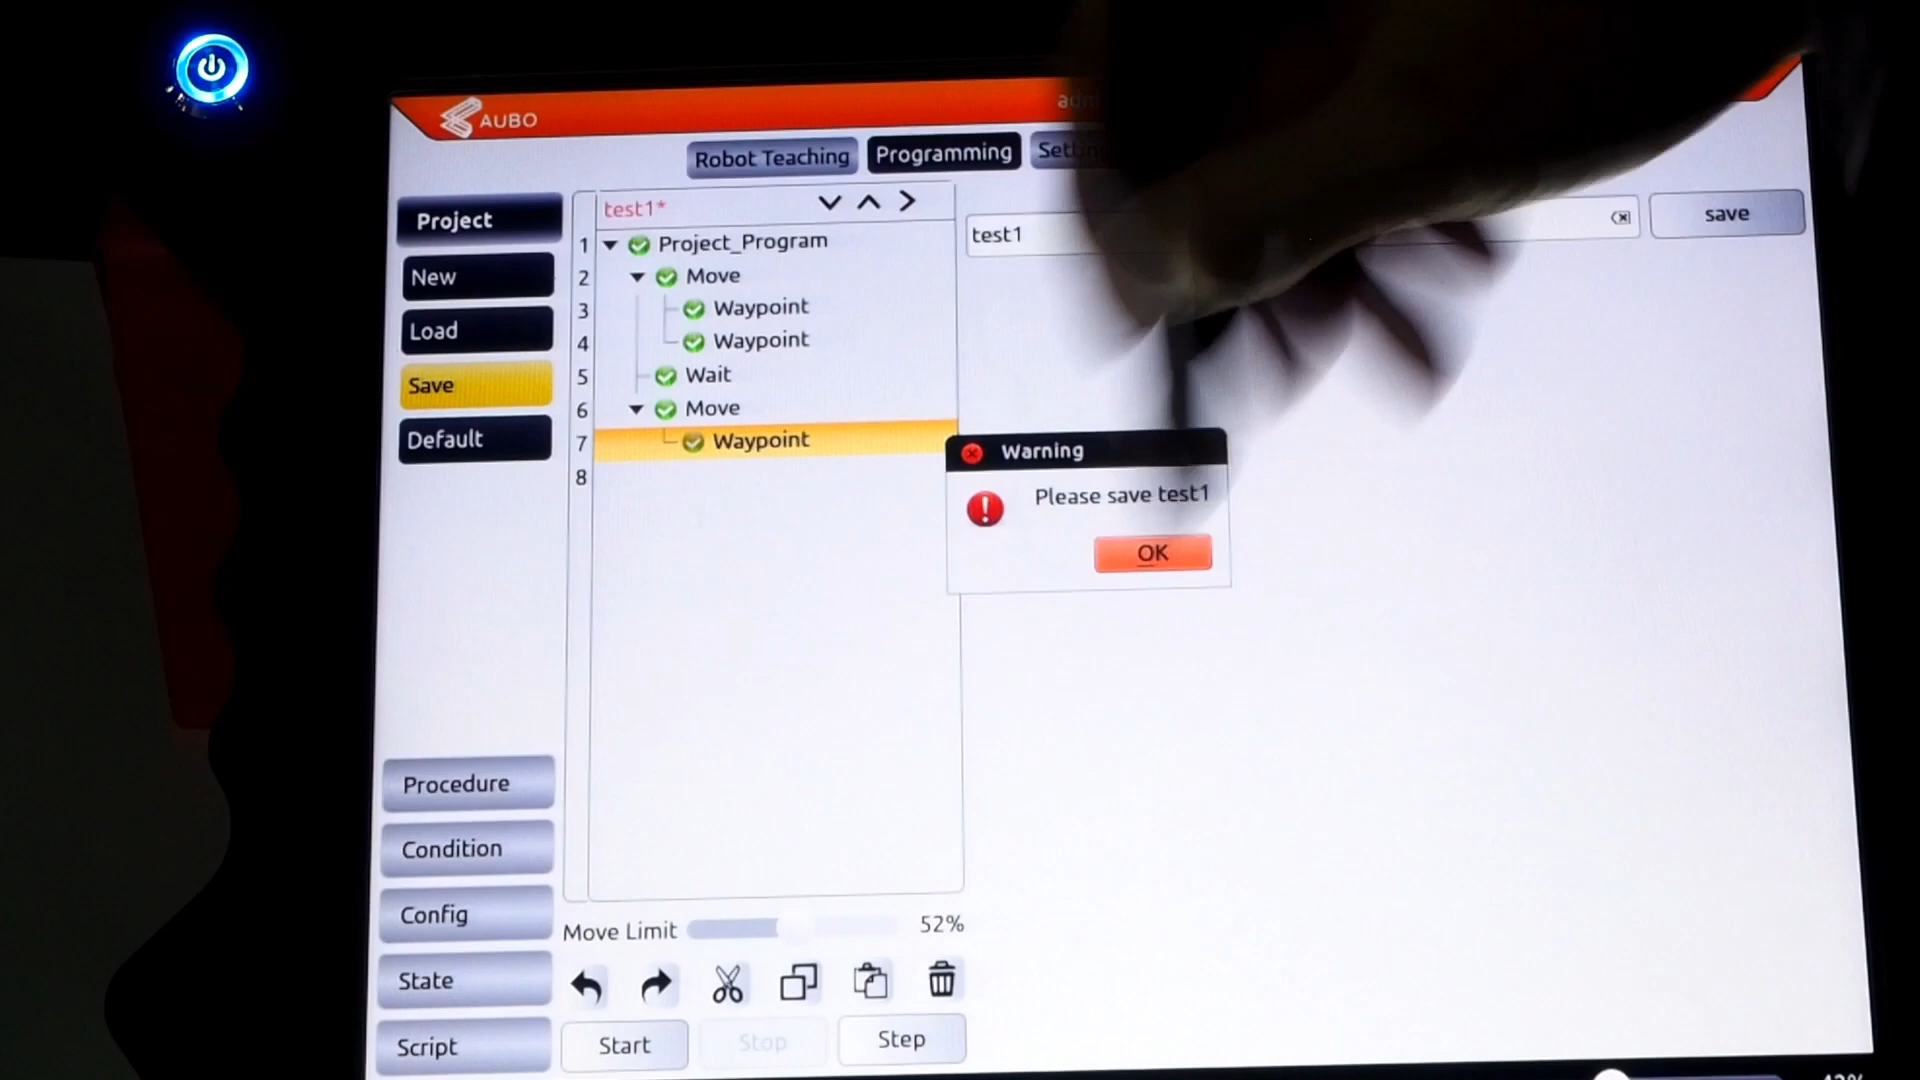 AUBO
Robot Teaching
Programming
Project
New
Load
Save
Default
test1*
1 Project_Program
2 Move
3 Waypoint
4 Waypoint
5 Wait
6 Move
7 Waypoint
8
test1
save
Warning
Please save test1
OK
Procedure
Condition
Config
State
Script
Move Limit 52%
Start
Stop
Step